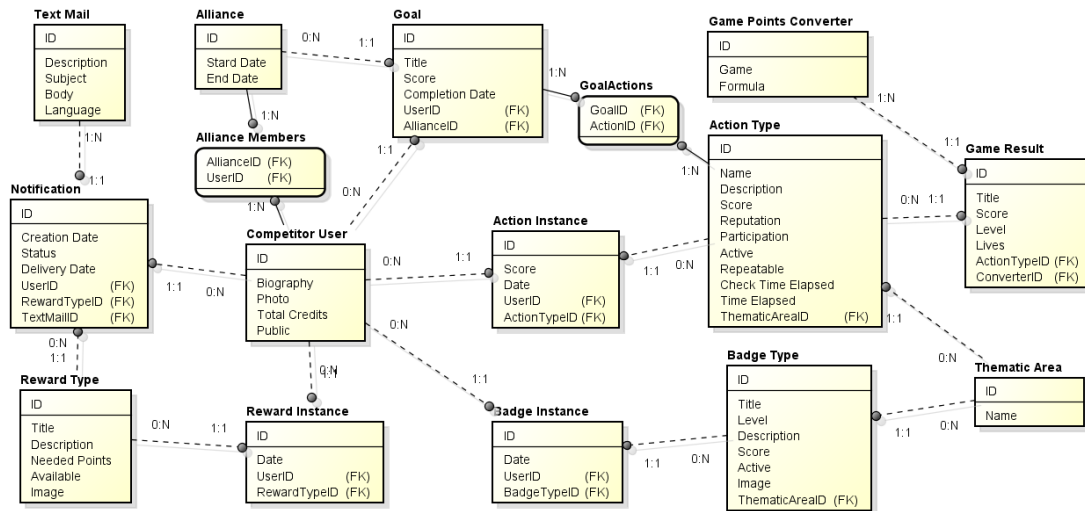 Text Mail
ID
Description
Subject
Body
Language
1:N
1:1
Alliance
ID
Stard Date
End Date
0:N
1:1
Goal
ID
Title
Score
Completion Date
UserID (FK)
AllianceID (FK)
1:N
GoalActions
GoalID (FK)
ActionID (FK)
1:N
Game Points Converter
ID
Game
Formula
1:N
1:1
Alliance Members
AllianceID (FK)
UserID (FK)
1:N
1:1
0:N
Action Type
ID
Name
Description
Score
Reputation
Participation
Active
Repeatable
Check Time Elapsed
Time Elapsed
ThematicAreaID (FK)
0:N
1:1
Game Result
ID
Title
Score
Level
Lives
ActionTypeID (FK)
ConverterID (FK)
Notification
ID
Creation Date
Status
Delivery Date
UserID (FK)
RewardTypeID (FK)
TextMailID (FK)
1:1
0:N
Competitor User
ID
Biography
Photo
Total Credits
Public
0:N
1:1
Action Instance
ID
Score
Date
UserID (FK)
ActionTypeID (FK)
1:1
0:N
0:N
1:1
0:N
1:1
0:N
1:1
1:1
0:N
Reward Type
ID
Title
Description
Needed Points
Available
Image
0:N
1:1
Reward Instance
ID
Date
UserID (FK)
RewardTypeID (FK)
Badge Instance
ID
Date
UserID (FK)
BadgeTypeID (FK)
1:1
0:N
Badge Type
ID
Title
Level
Description
Score
Active
Image
ThematicAreaID (FK)
1:1
0:N
Thematic Area
ID
Name